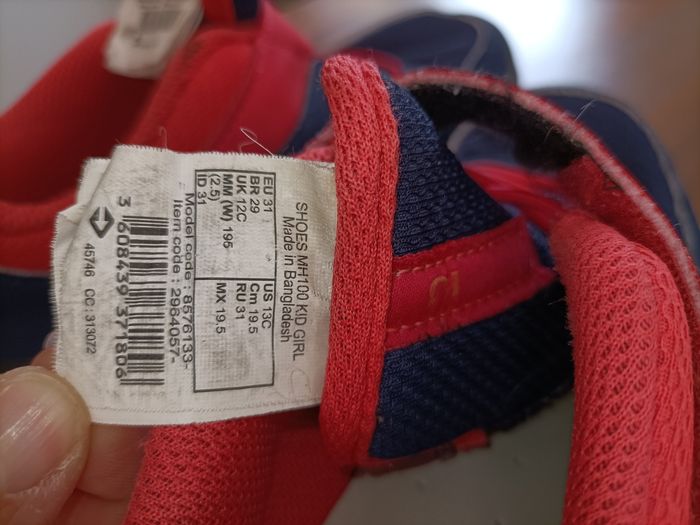 SHOES MH100 KID GIRL
Made in Bangladesh
EU 31
BR 29
UK 12C
MM (W) 195
(2.5)
ID 31
US 13C
Cm 19.5
RU 31
MX 19.5
Model code : 8576133-
Item code : 2964057-
3 608439 371806
45746 CC : 313072